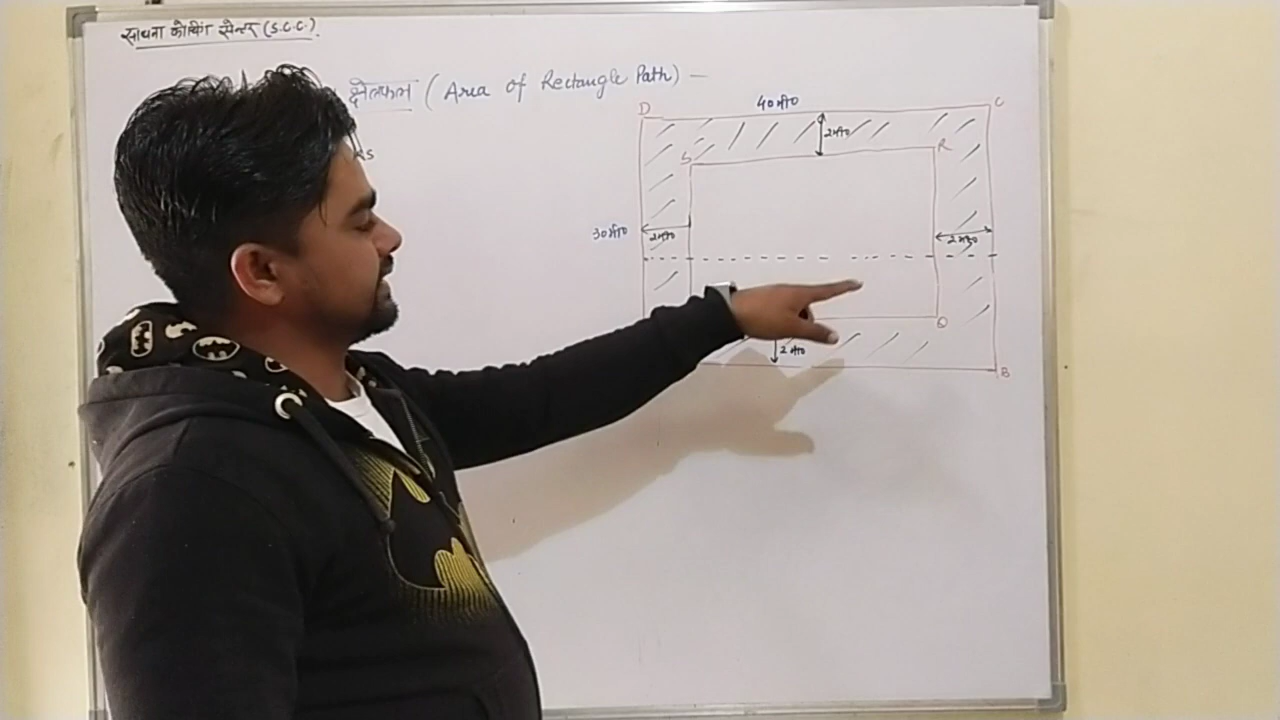 साधना कोचिंग सेन्टर (S.C.C.).
क्षेत्रफल (Area of Rectangle Path) —
40 मी०
D
C
2 मी०
S
R
30 मी०
2 मी०
2 मी०
Q
2 मी०
B